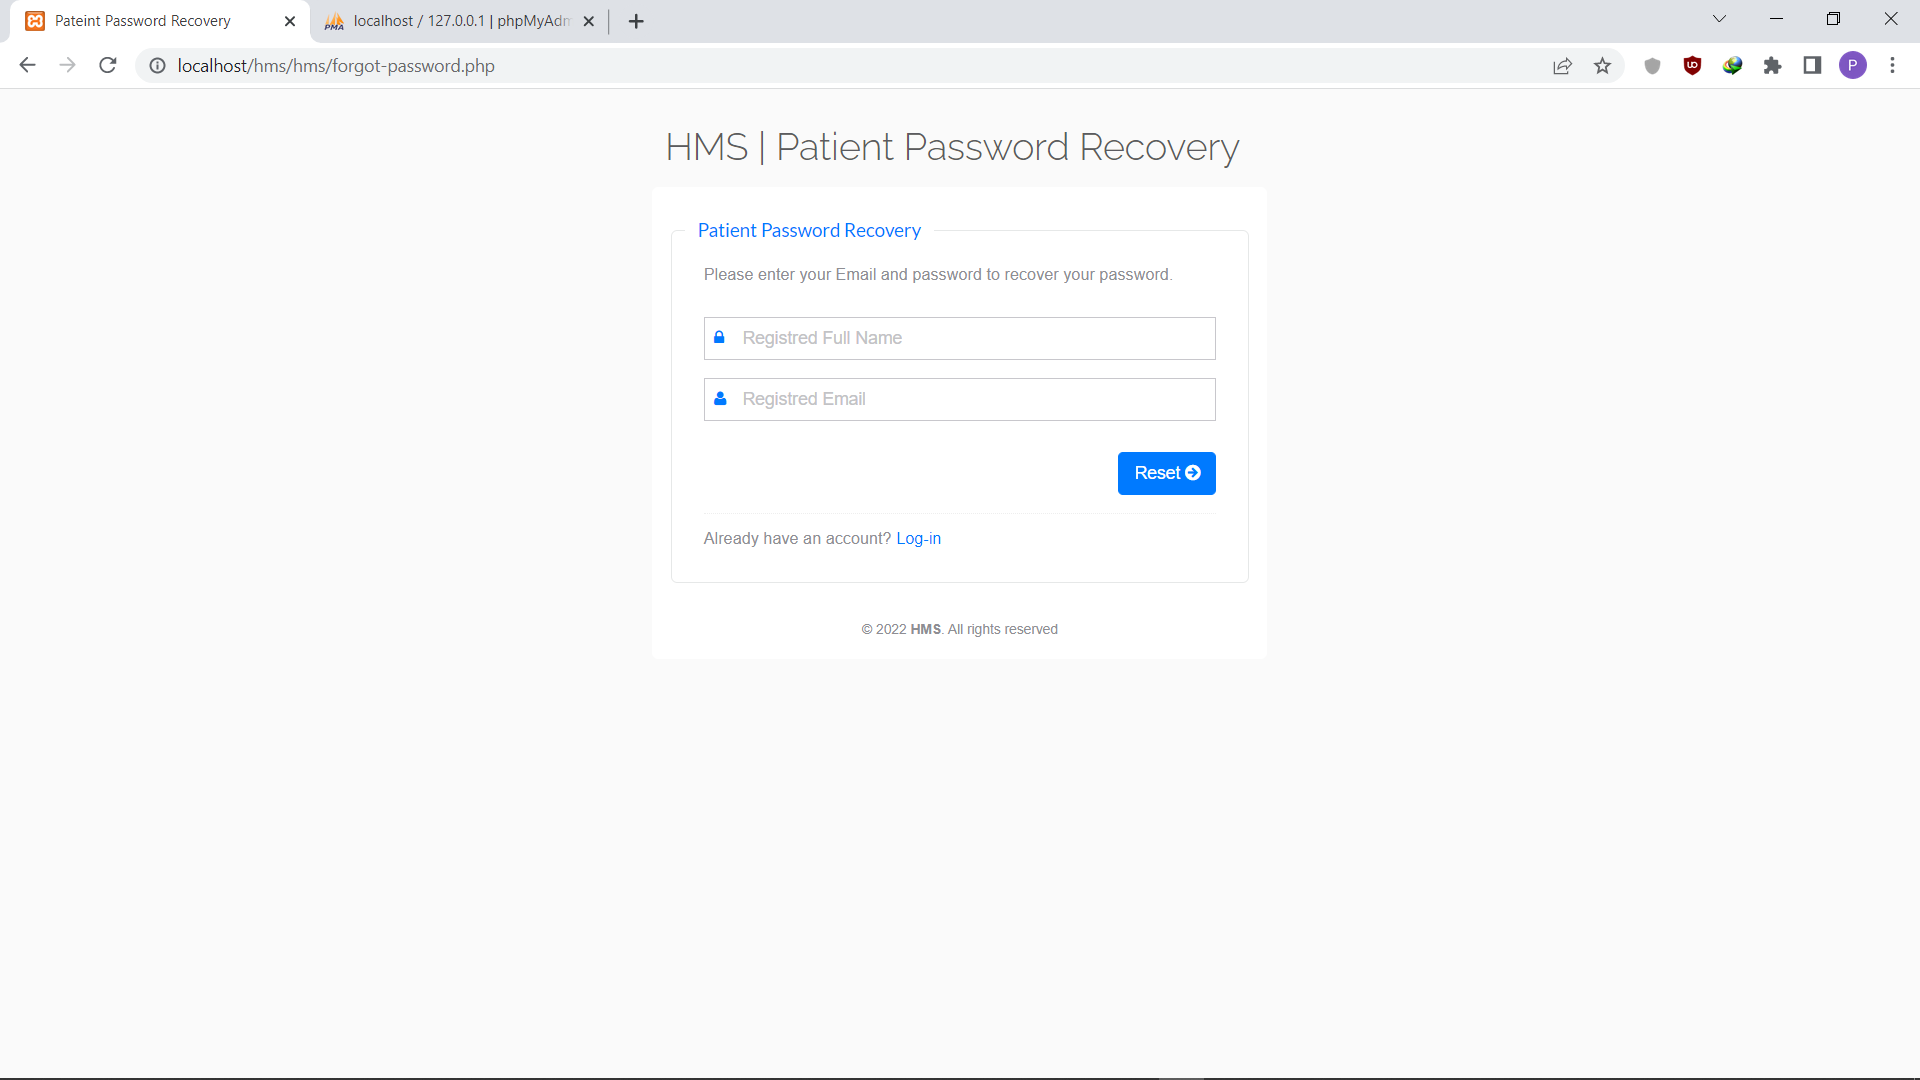 Pateint Password Recovery
localhost / 127.0.0.1 | phpMyAdm
localhost/hms/hms/forgot-password.php
P
HMS | Patient Password Recovery
Patient Password Recovery
Please enter your Email and password to recover your password.
Registred Full Name
Registred Email
Reset
Already have an account? Log-in
© 2022 HMS. All rights reserved